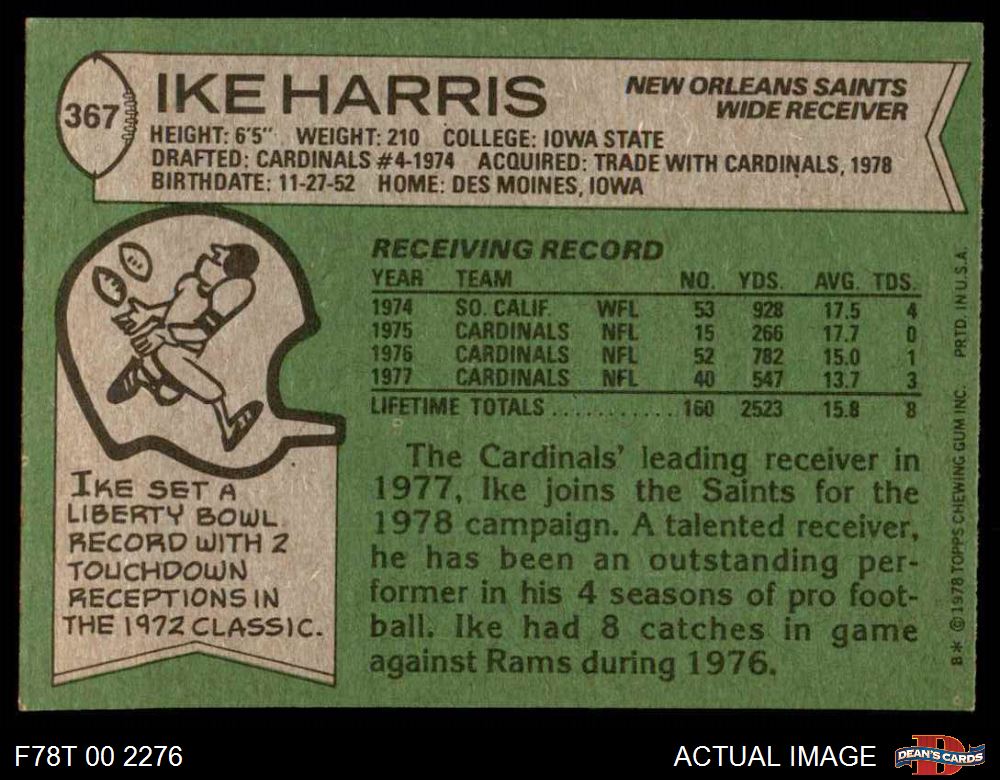 367
IKE HARRIS
NEW ORLEANS SAINTS
WIDE RECEIVER
HEIGHT: 6'5" WEIGHT: 210 COLLEGE: IOWA STATE
DRAFTED: CARDINALS #4-1974 ACQUIRED: TRADE WITH CARDINALS, 1978
BIRTHDATE: 11-27-52 HOME: DES MOINES, IOWA
RECEIVING RECORD
YEAR TEAM NO. YDS. AVG. TDS.
1974 SO. CALIF. WFL 53 928 17.5 4
1975 CARDINALS NFL 15 266 17.7 0
1976 CARDINALS NFL 52 782 15.0 1
1977 CARDINALS NFL 40 547 13.7 3
LIFETIME TOTALS ............ 160 2523 15.8 8
The Cardinals' leading receiver in
1977, Ike joins the Saints for the
1978 campaign. A talented receiver,
he has been an outstanding per-
former in his 4 seasons of pro foot-
ball. Ike had 8 catches in game
against Rams during 1976.
IKE SET A
LIBERTY BOWL
RECORD WITH 2
TOUCHDOWN
RECEPTIONS IN
THE 1972 CLASSIC.
B* © 1978 TOPPS CHEWING GUM INC. PRTD. IN U.S.A.
F78T 00 2276
ACTUAL IMAGE
D
DEAN'S CARDS